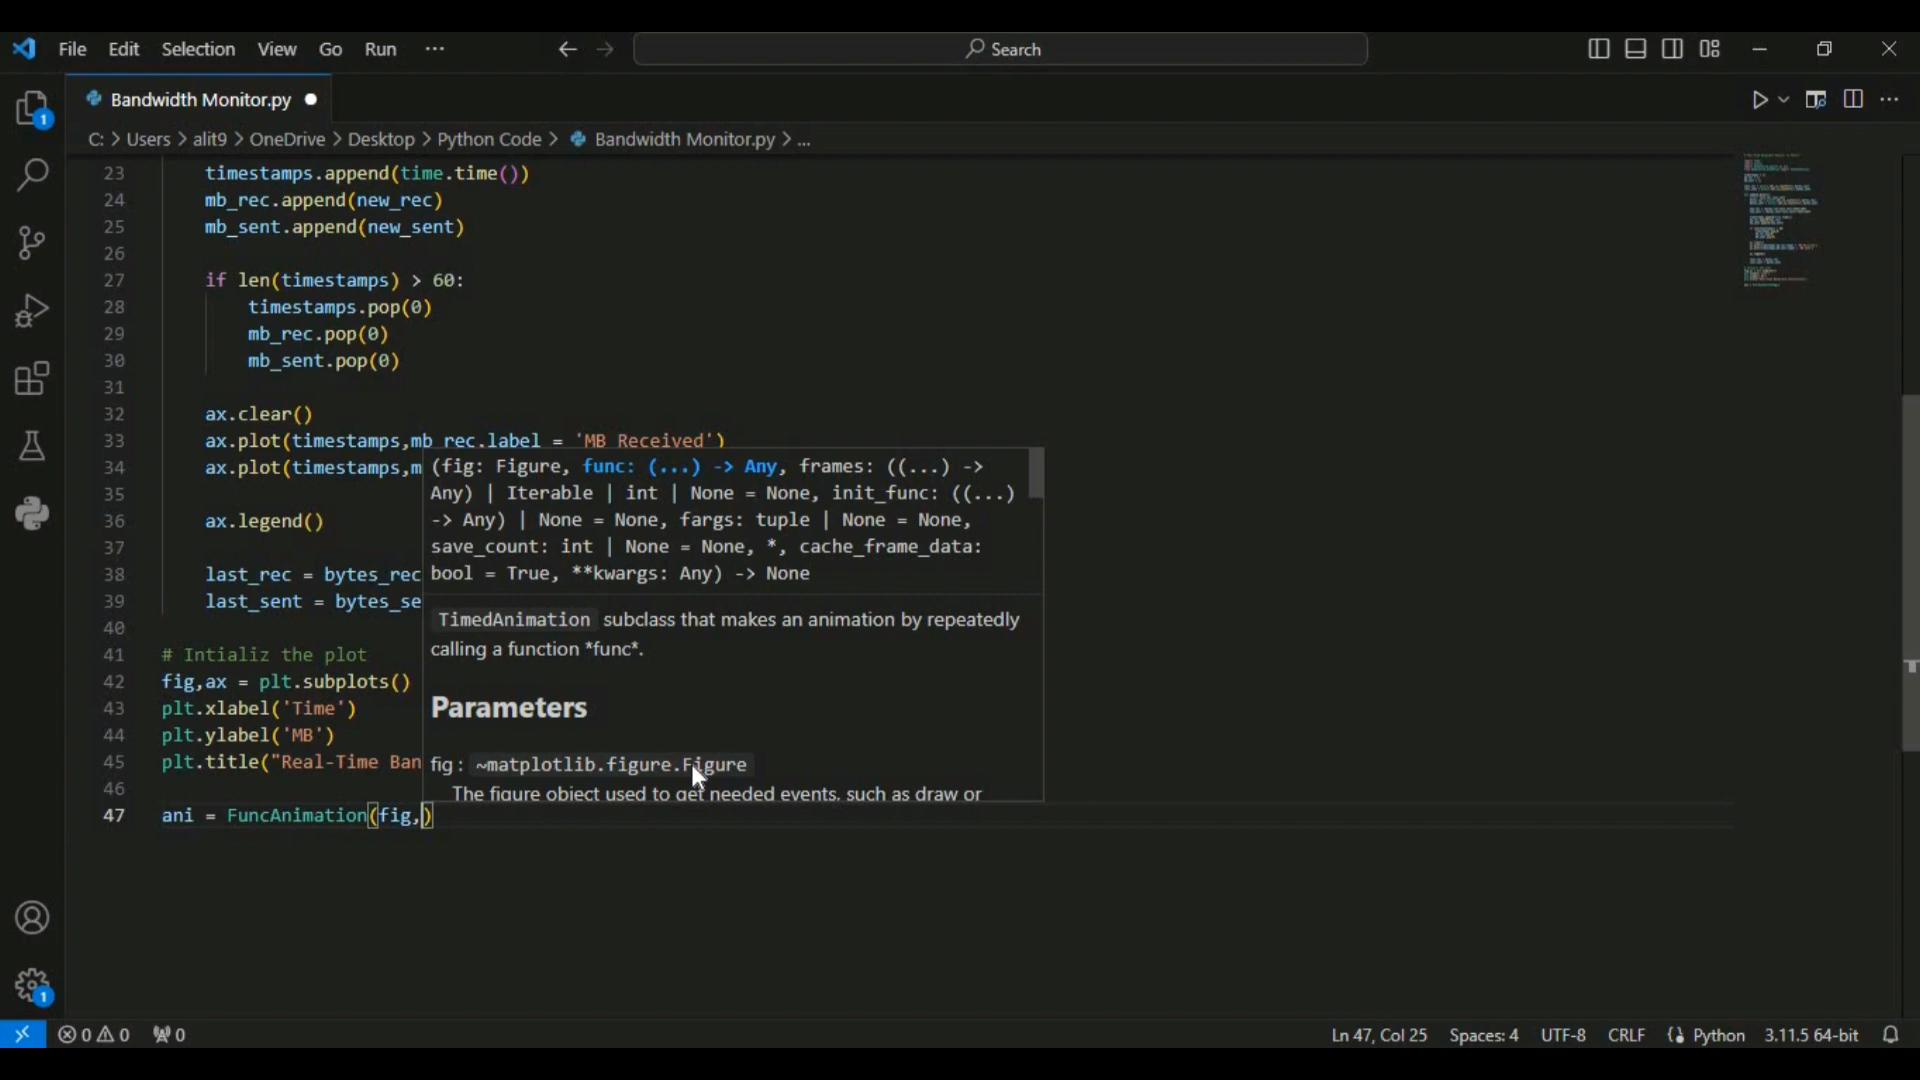 File Edit Selection View Go Run ···
Search
Bandwidth Monitor.py
C: > Users > alit9 > OneDrive > Desktop > Python Code > Bandwidth Monitor.py > ...
23 timestamps.append(time.time())
24 mb_rec.append(new_rec)
25 mb_sent.append(new_sent)
26
27 if len(timestamps) > 60:
28 timestamps.pop(0)
29 mb_rec.pop(0)
30 mb_sent.pop(0)
31
32 ax.clear()
33 ax.plot(timestamps,mb_rec.label = 'MB Received')
34 ax.plot(timestamps,m
35
36 ax.legend()
37
38 last_rec = bytes_rec
39 last_sent = bytes_se
40
41 # Intializ the plot
42 fig,ax = plt.subplots()
43 plt.xlabel('Time')
44 plt.ylabel('MB')
45 plt.title("Real-Time Ban
46
47 ani = FuncAnimation(fig,)
(fig: Figure, func: (...) -> Any, frames: ((...) ->
Any) | Iterable | int | None = None, init_func: ((...)
-> Any) | None = None, fargs: tuple | None = None,
save_count: int | None = None, *, cache_frame_data:
bool = True, **kwargs: Any) -> None
TimedAnimation subclass that makes an animation by repeatedly
calling a function *func*.
Parameters
fig : ~matplotlib.figure.Figure
The figure object used to get needed events, such as draw or
1
1
0 0 0
Ln 47, Col 25 Spaces: 4 UTF-8 CRLF Python 3.11.5 64-bit